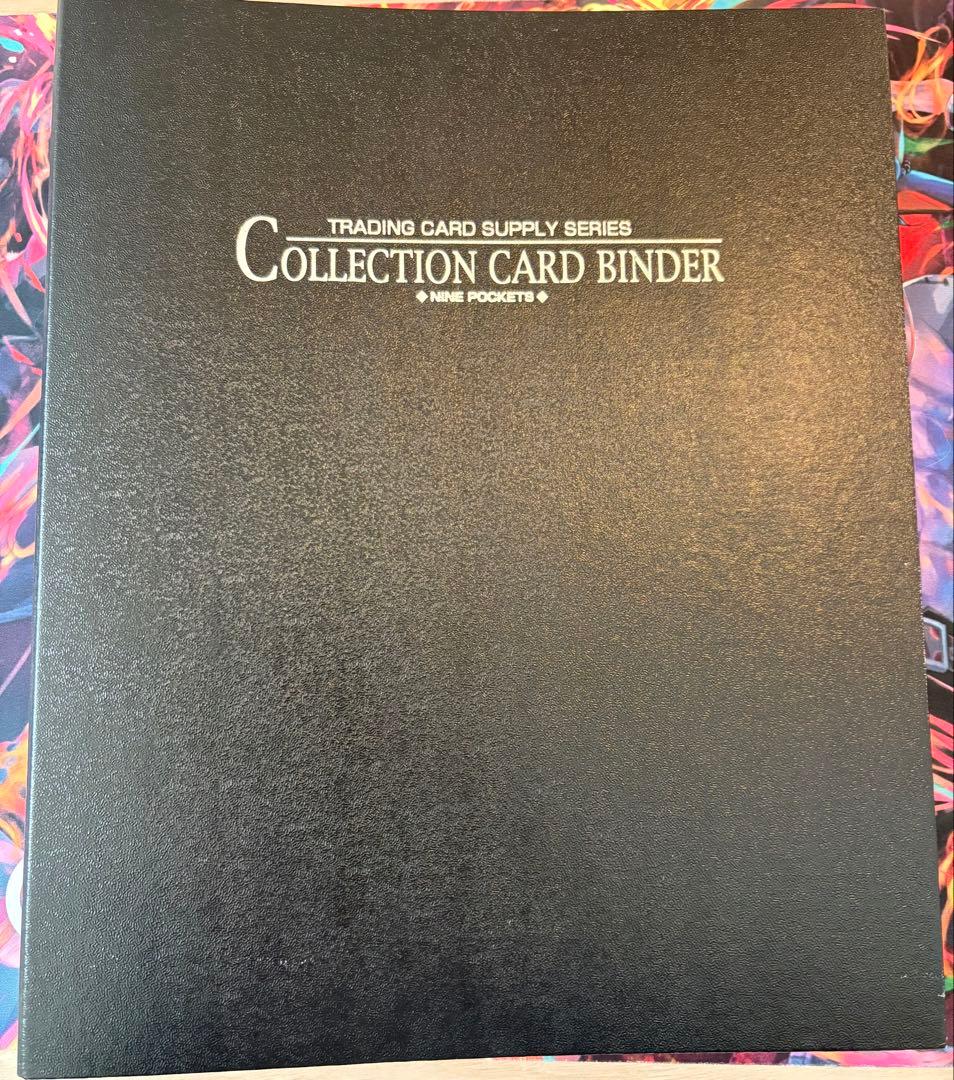 TRADING CARD SUPPLY SERIES
COLLECTION CARD BINDER
◆NINE POCKETS◆